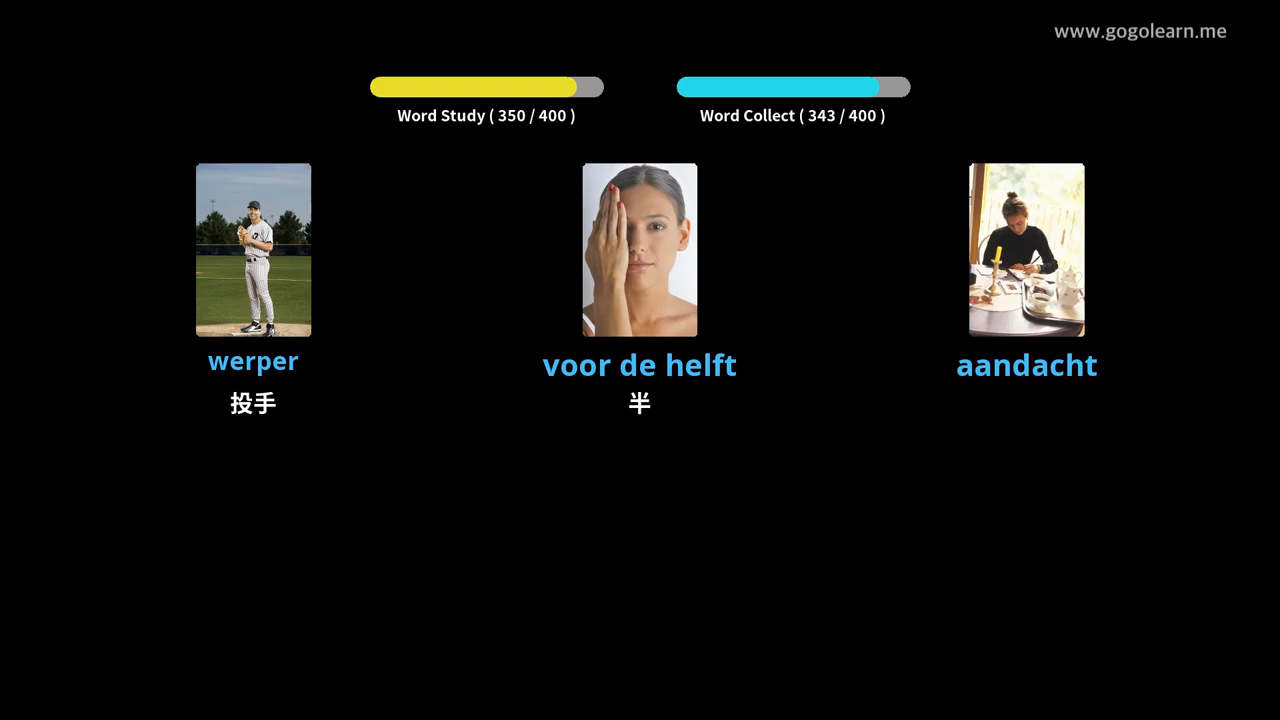 www.gogolearn.me
Word Study ( 350 / 400 )
Word Collect ( 343 / 400 )
werper
voor de helft
aandacht
投手
半